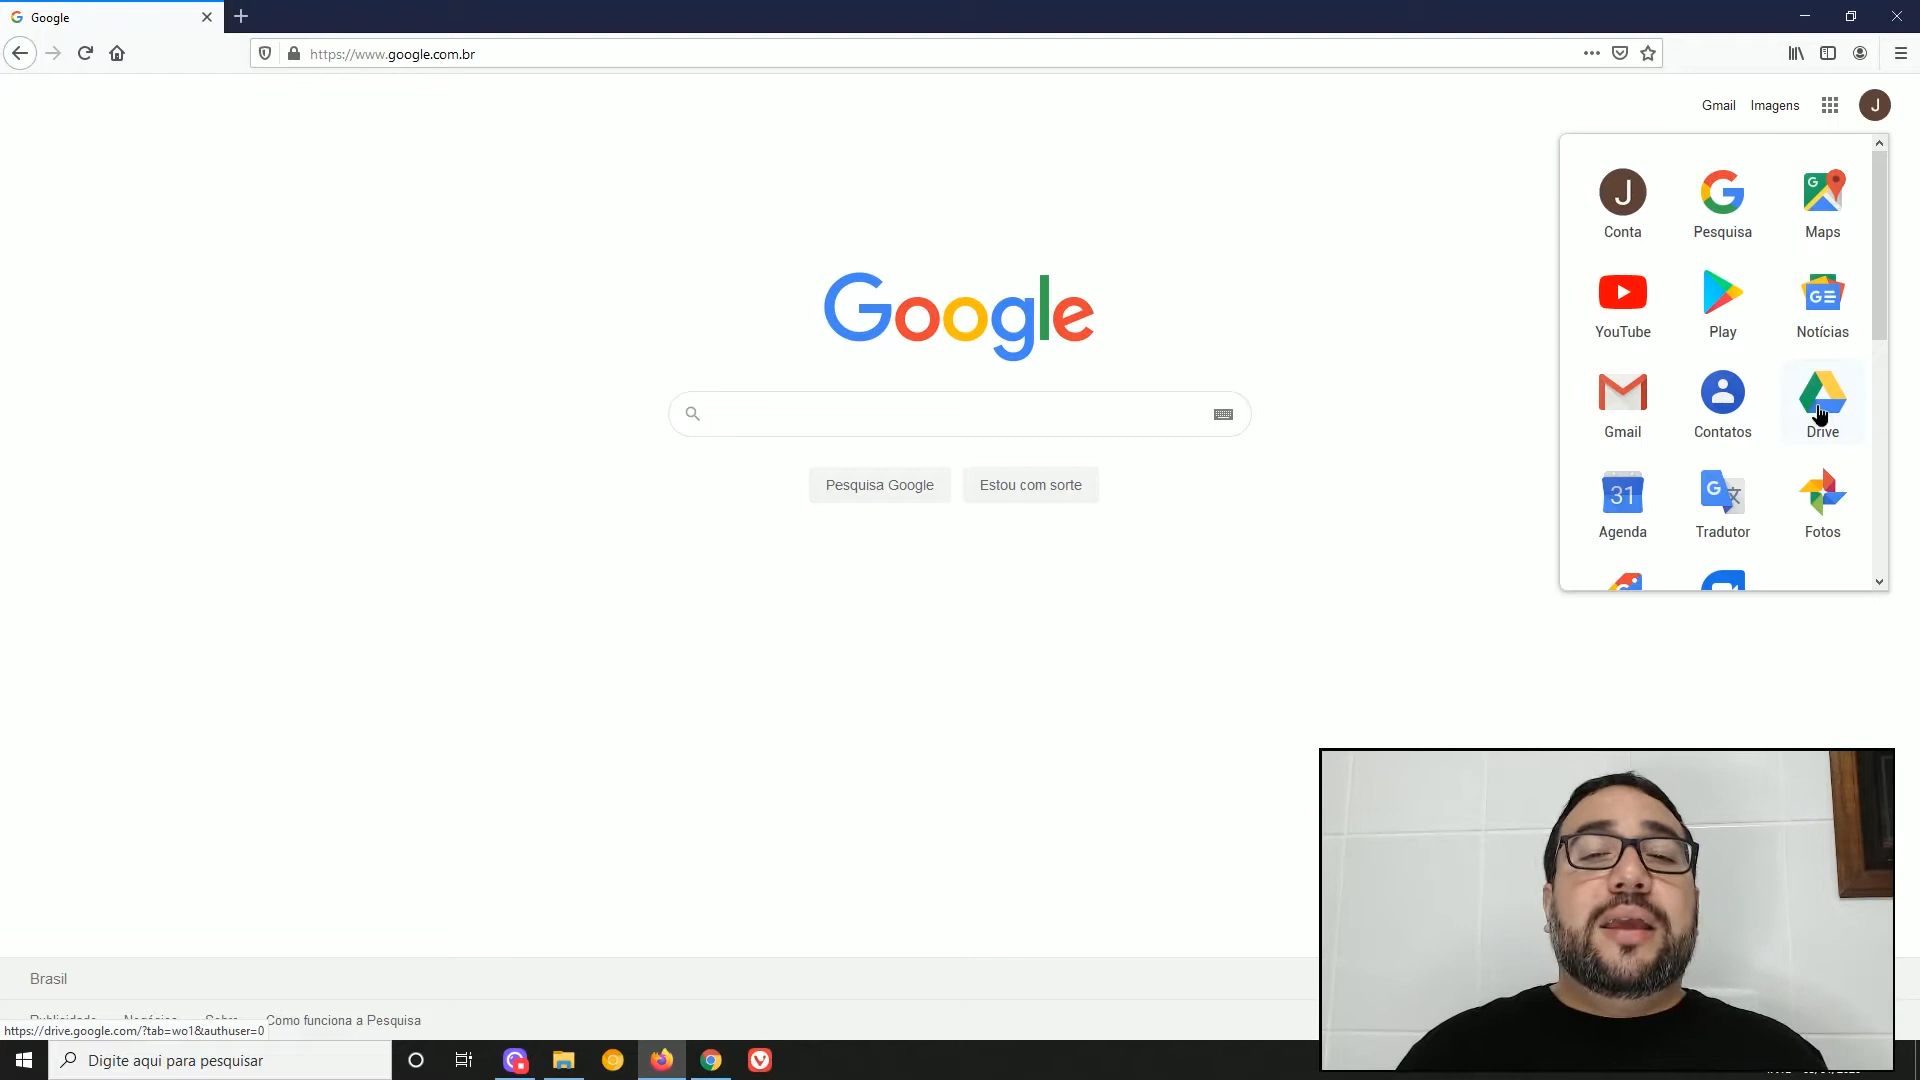 Google
https://www.google.com.br
Gmail Imagens J
J
Conta Pesquisa Maps
YouTube Play Notícias
Gmail Contatos Drive
31
Agenda Tradutor Fotos
Google
Pesquisa Google Estou com sorte
Brasil
Como funciona a Pesquisa
https://drive.google.com/?tab=wo1&authuser=0
Digite aqui para pesquisar